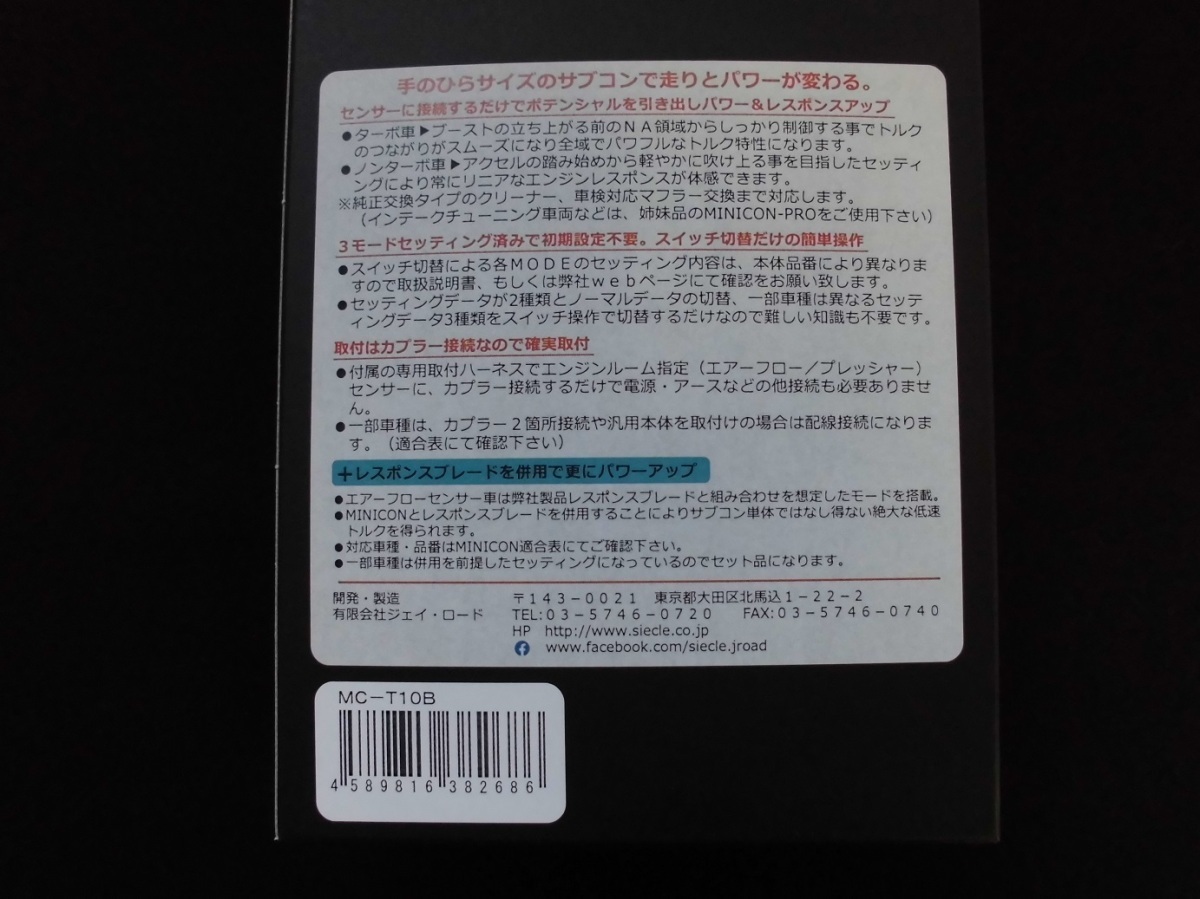 手のひらサイズのサブコンで走りとパワーが変わる。
センサーに接続するだけでポテンシャルを引き出しパワー＆レスポンスアップ
●ターボ車▶ブーストの立ち上がる前のＮＡ領域からしっかり制御する事でトルク
のつながりがスムーズになり全域でパワフルなトルク特性になります。
●ノンターボ車▶アクセルの踏み始めから軽やかに吹け上る事を目指したセッティ
ングにより常にリニアなエンジンレスポンスが体感できます。
※純正交換タイプのクリーナー、車検対応マフラー交換まで対応します。
（インテークチューニング車両などは、姉妹品のMINICON-PROをご使用下さい）
３モードセッティング済みで初期設定不要。スイッチ切替だけの簡単操作
●スイッチ切替による各ＭＯＤＥのセッティング内容は、本体品番により異なりま
すので取扱説明書、もしくは弊社ｗｅｂページにて確認をお願い致します。
●セッティングデータが2種類とノーマルデータの切替、一部車種は異なるセッテ
ィングデータ3種類をスイッチ操作で切替するだけなので難しい知識も不要です。
取付はカプラー接続なので確実取付
●付属の専用取付ハーネスでエンジンルーム指定（エアーフロー／プレッシャー）
センサーに、カプラー接続するだけで電源・アースなどの他接続も必要ありませ
ん。
●一部車種は、カプラー２箇所接続や汎用本体を取付けの場合は配線接続になりま
す。（適合表にて確認下さい）
＋レスポンスブレードを併用で更にパワーアップ
●エアーフローセンサー車は弊社製品レスポンスブレードと組み合わせを想定したモードを搭載。
●MINICONとレスポンスブレードを併用することによりサブコン単体ではなし得ない絶大な低速
トルクを得られます。
●対応車種・品番はMINICON適合表にてご確認下さい。
●一部車種は併用を前提したセッティングになっているのでセット品になります。
開発・製造 〒１４３－００２１ 東京都大田区北馬込１－２２－２
有限会社ジェイ・ロード TEL:０３－５７４６－０７２０ FAX:０３－５７４６－０７４０
HP http://www.siecle.co.jp
www.facebook.com/siecle.jroad
MC－T10B
4 589816 382686